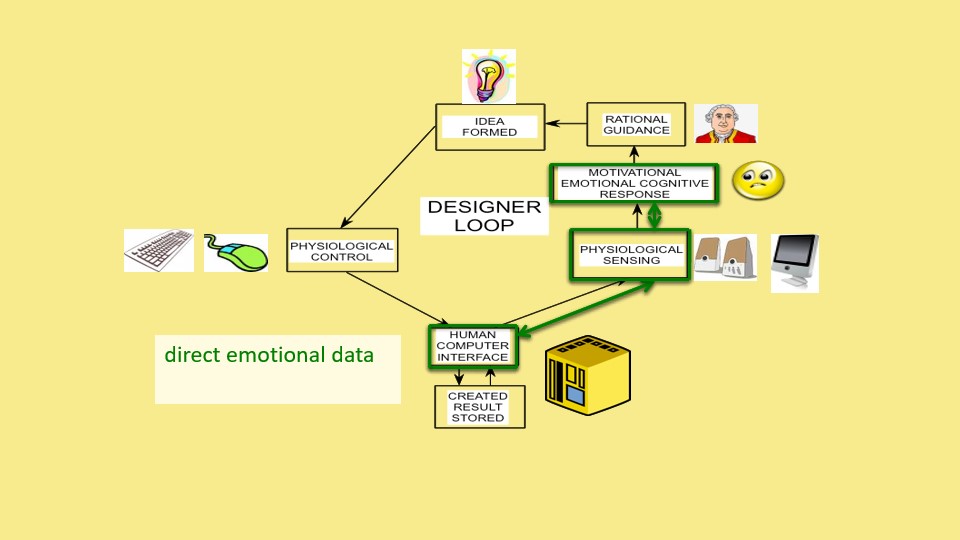 IDEA
FORMED
RATIONAL
GUIDANCE
MOTIVATIONAL
EMOTIONAL COGNITIVE
RESPONSE
DESIGNER
LOOP
PHYSIOLOGICAL
CONTROL
PHYSIOLOGICAL
SENSING
HUMAN
COMPUTER
INTERFACE
direct emotional data
CREATED
RESULT
STORED